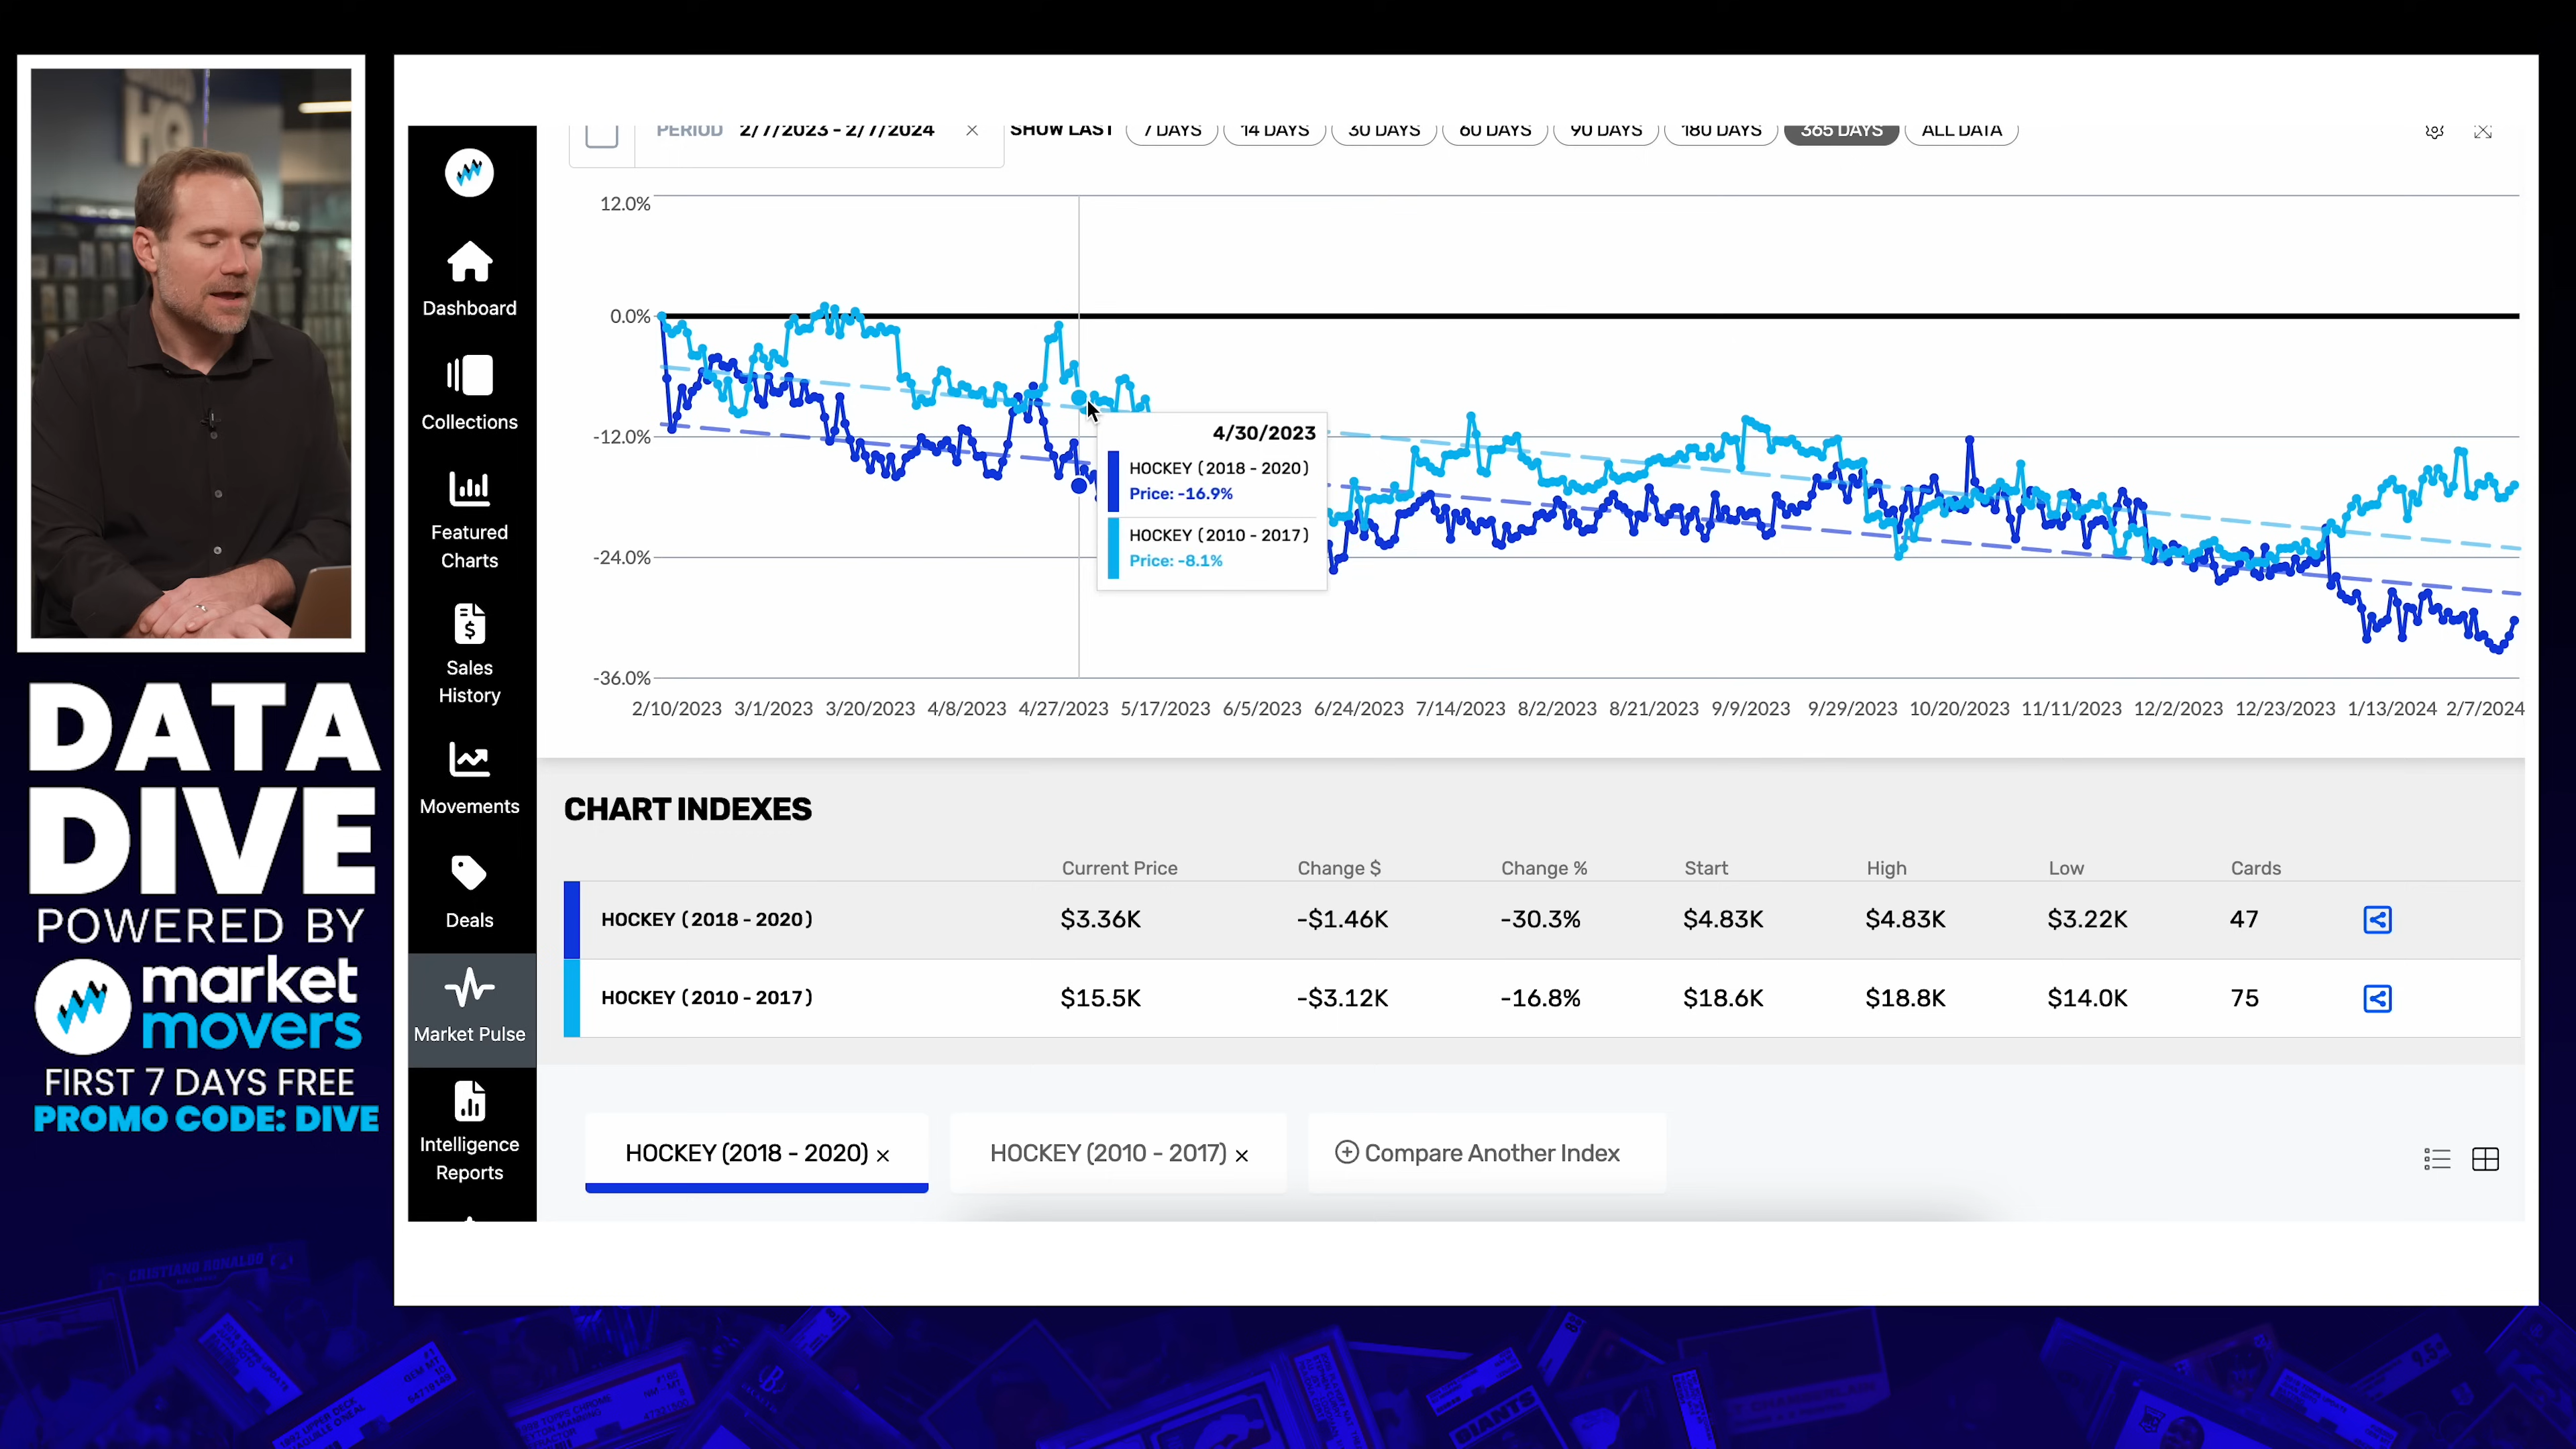 HQ
DATA
DIVE
POWERED BY
market
movers
FIRST 7 DAYS FREE
PROMO CODE: DIVE
Dashboard
Collections
Featured
Charts
Sales
History
Movements
Deals
Market Pulse
Intelligence
Reports
PERIOD 2/7/2023 - 2/7/2024 × SHOW LAST 7 DAYS 14 DAYS 30 DAYS 60 DAYS 90 DAYS 180 DAYS 365 DAYS ALL DATA
12.0%
0.0%
-12.0%
-24.0%
-36.0%
4/30/2023
HOCKEY (2018 - 2020)
Price: -16.9%
HOCKEY (2010 - 2017)
Price: -8.1%
2/10/2023 3/1/2023 3/20/2023 4/8/2023 4/27/2023 5/17/2023 6/5/2023 6/24/2023 7/14/2023 8/2/2023 8/21/2023 9/9/2023 9/29/2023 10/20/2023 11/11/2023 12/2/2023 12/23/2023 1/13/2024 2/7/2024
CHART INDEXES
Current Price Change $ Change % Start High Low Cards
HOCKEY (2018 - 2020) $3.36K -$1.46K -30.3% $4.83K $4.83K $3.22K 47
HOCKEY (2010 - 2017) $15.5K -$3.12K -16.8% $18.6K $18.8K $14.0K 75
HOCKEY (2018 - 2020) × HOCKEY (2010 - 2017) × Compare Another Index
CRISTIANO RONALDO
GIANTS